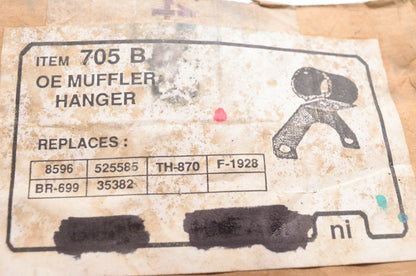 ITEM 705 B
OE MUFFLER
HANGER
REPLACES :
8596 525585 TH-870 F-1928
BR-699 35382
ni